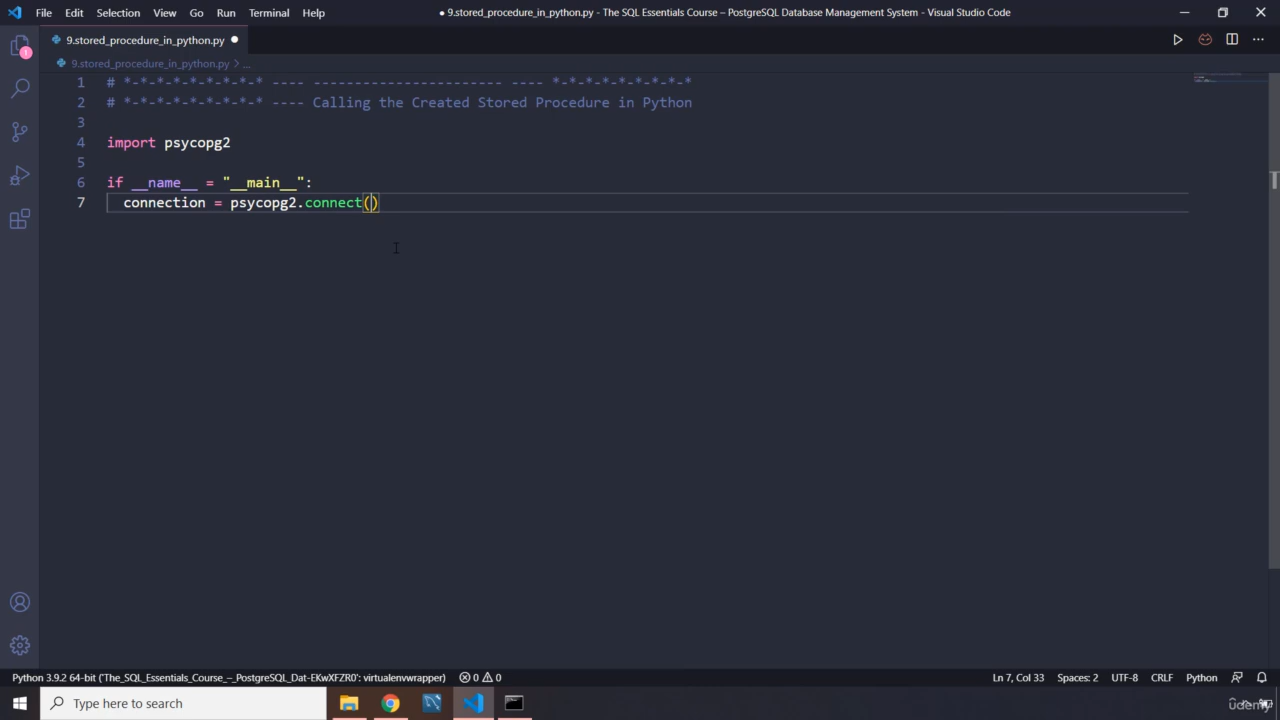 File Edit Selection View Go Run Terminal Help
● 9.stored_procedure_in_python.py - The SQL Essentials Course – PostgreSQL Database Management System - Visual Studio Code
9.stored_procedure_in_python.py ●
9.stored_procedure_in_python.py > ...
1 # *-*-*-*-*-*-*-*-* ---- ----------------------- ---- *-*-*-*-*-*-*-*-*
2 # *-*-*-*-*-*-*-*-* ---- Calling the Created Stored Procedure in Python
3
4 import psycopg2
5
6 if __name__ = "__main__":
7 connection = psycopg2.connect()
1
Python 3.9.2 64-bit ('The_SQL_Essentials_Course_–_PostgreSQL_Dat-EKwXFZR0': virtualenvwrapper) 0 0 Ln 7, Col 33 Spaces: 2 UTF-8 CRLF Python
Type here to search
udemy